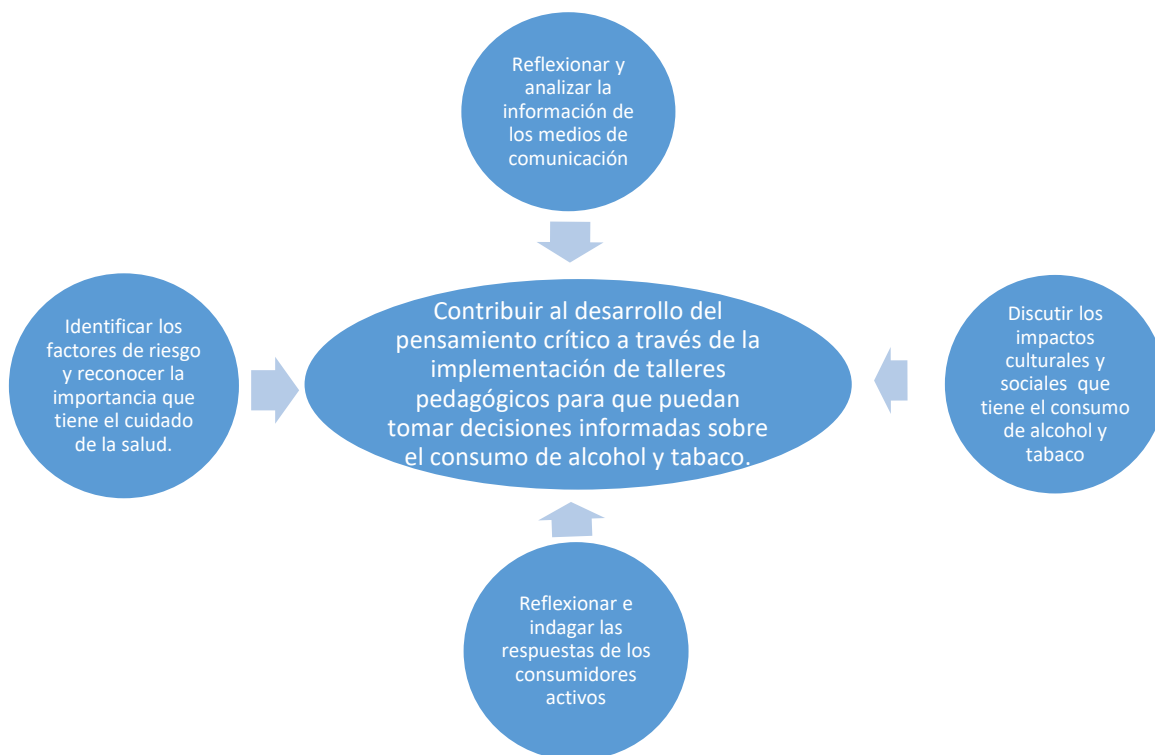 Reflexionar y
analizar la
información de
los medios de
comunicación
Identificar los
factores de riesgo
y reconocer la
importancia que
tiene el cuidado
de la salud.
Contribuir al desarrollo del
pensamiento crítico a través de la
implementación de talleres
pedagógicos para que puedan
tomar decisiones informadas sobre
el consumo de alcohol y tabaco.
Discutir los
impactos
culturales y
sociales que
tiene el consumo
de alcohol y
tabaco
Reflexionar e
indagar las
respuestas de los
consumidores
activos